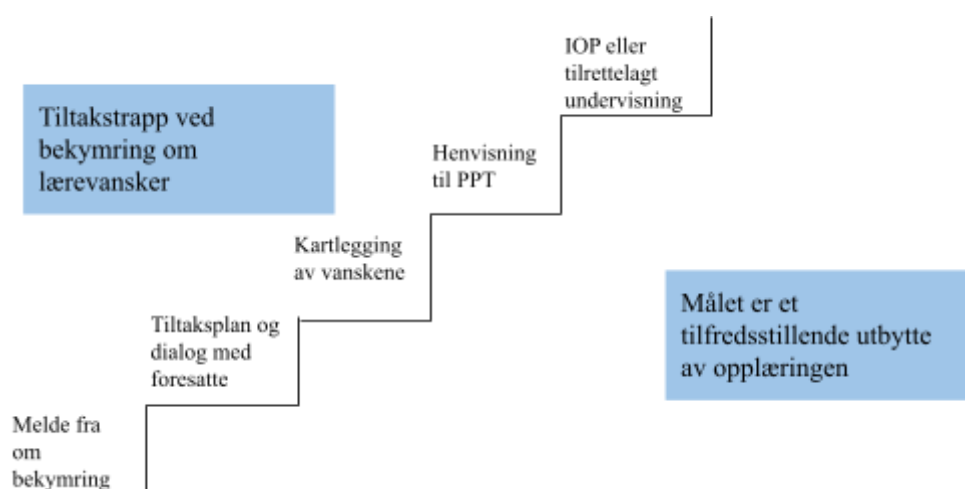 Tiltakstrapp ved
bekymring om
lærevansker
IOP eller
tilrettelagt
undervisning
Henvisning
til PPT
Kartlegging
av vanskene
Tiltaksplan og
dialog med
foresatte
Melde fra
om
bekymring
Målet er et
tilfredsstillende utbytte
av opplæringen